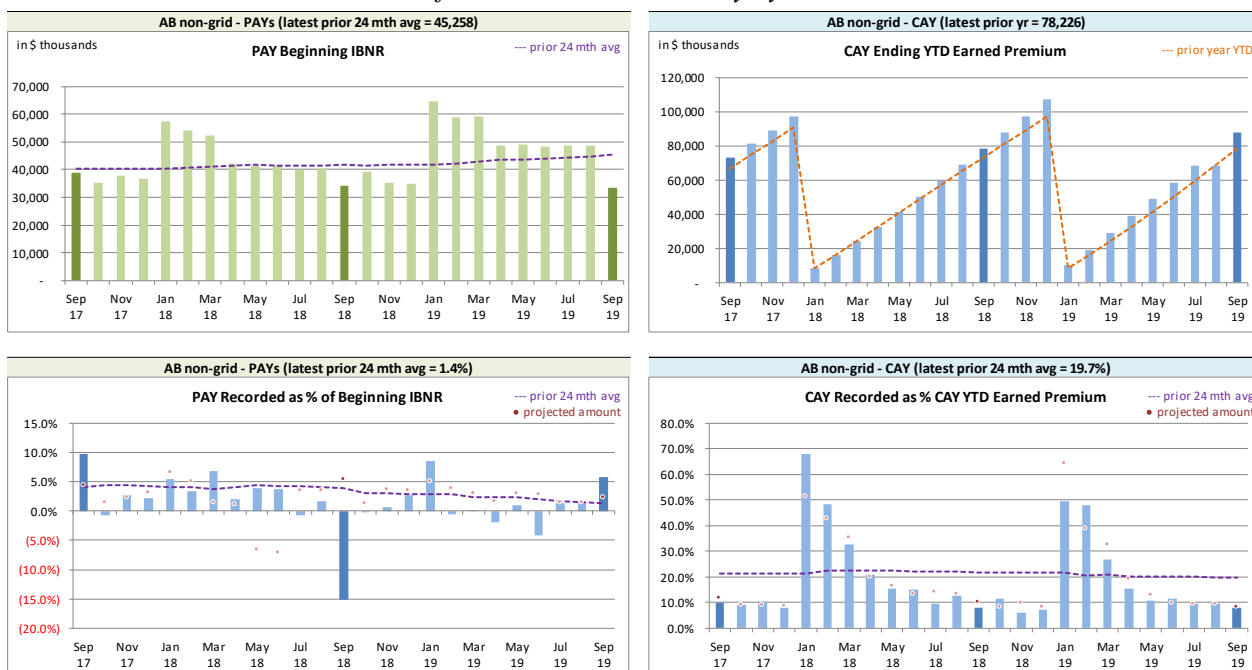 AB non-grid - PAYs (latest prior 24 mth avg = 45,258)
in $ thousands
PAY Beginning IBNR
--- prior 24 mth avg
70,000
60,000
50,000
40,000
30,000
20,000
10,000
-
Sep Nov Jan Mar May Jul Sep Nov Jan Mar May Jul Sep
17 17 18 18 18 18 18 18 19 19 19 19 19
AB non-grid - CAY (latest prior yr = 78,226)
in $ thousands
CAY Ending YTD Earned Premium
--- prior year YTD
120,000
100,000
80,000
60,000
40,000
20,000
-
Sep Nov Jan Mar May Jul Sep Nov Jan Mar May Jul Sep
17 17 18 18 18 18 18 18 19 19 19 19 19
AB non-grid - PAYs (latest prior 24 mth avg = 1.4%)
PAY Recorded as % of Beginning IBNR
--- prior 24 mth avg
• projected amount
15.0%
10.0%
5.0%
0.0%
(5.0%)
(10.0%)
(15.0%)
(20.0%)
Sep Nov Jan Mar May Jul Sep Nov Jan Mar May Jul Sep
17 17 18 18 18 18 18 18 19 19 19 19 19
AB non-grid - CAY (latest prior 24 mth avg = 19.7%)
CAY Recorded as % CAY YTD Earned Premium
--- prior 24 mth avg
• projected amount
80.0%
70.0%
60.0%
50.0%
40.0%
30.0%
20.0%
10.0%
0.0%
Sep Nov Jan Mar May Jul Sep Nov Jan Mar May Jul Sep
17 17 18 18 18 18 18 18 19 19 19 19 19